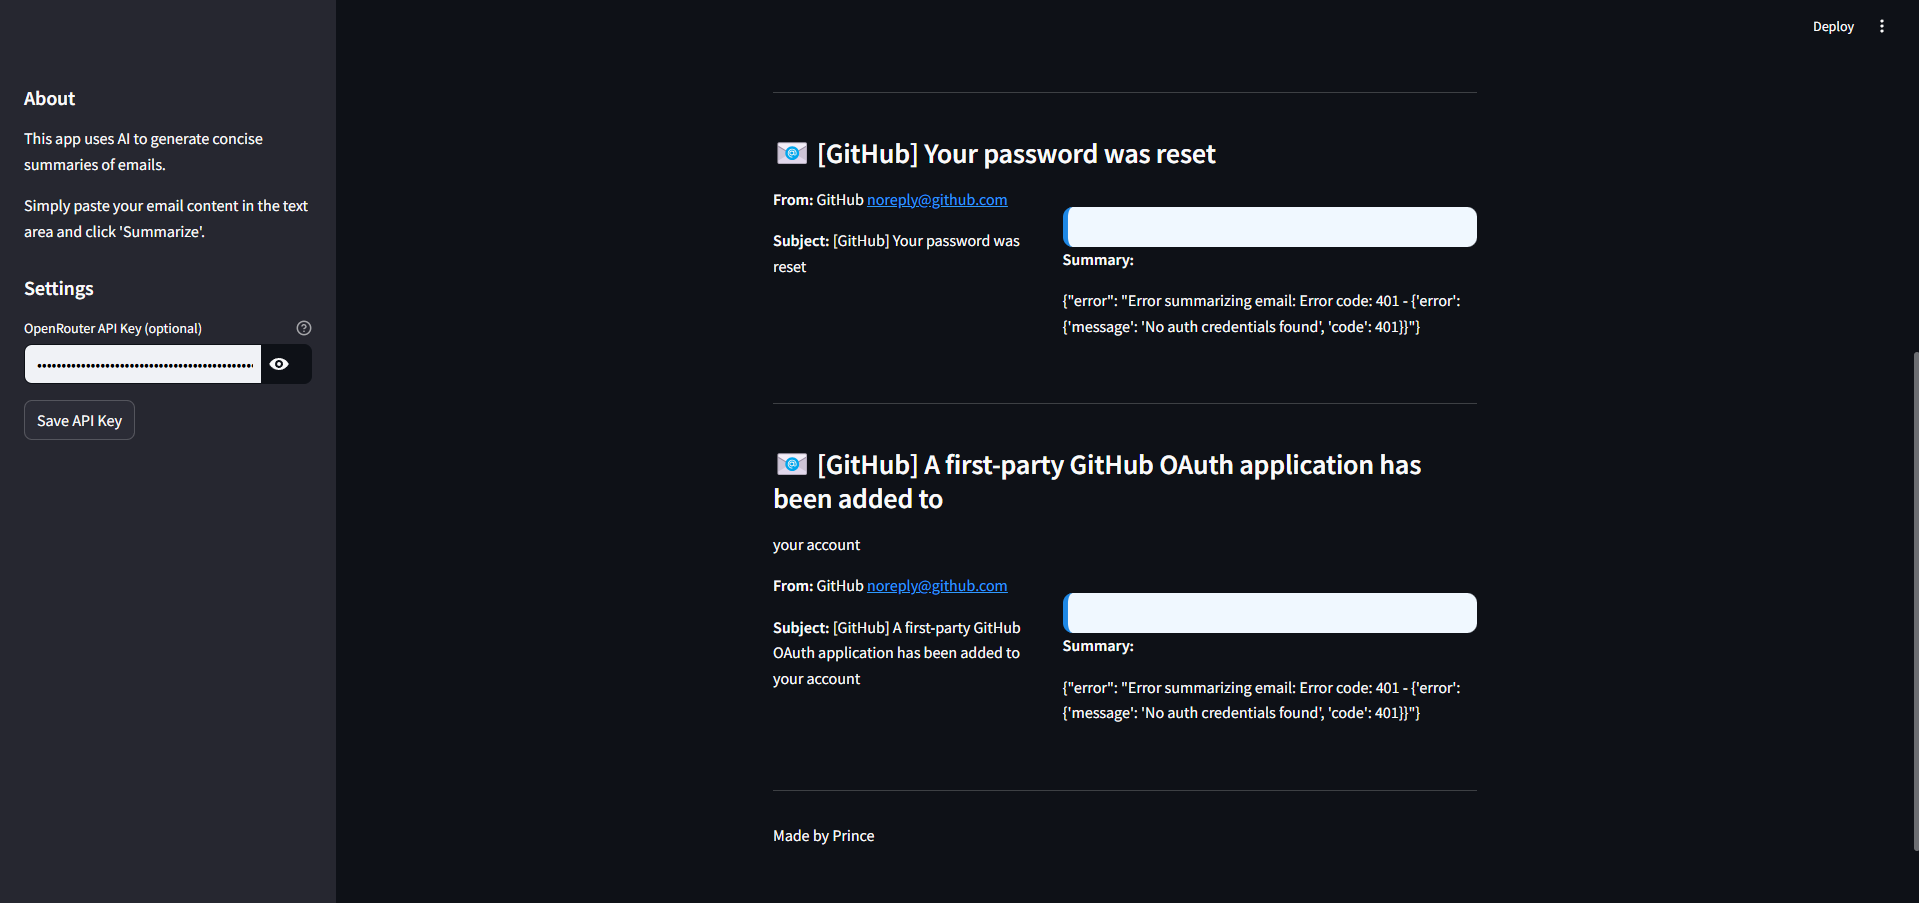 Deploy
About
This app uses AI to generate concise
summaries of emails.
Simply paste your email content in the text
area and click 'Summarize'.
Settings
OpenRouter API Key (optional)
Save API Key
[GitHub] Your password was reset
From: GitHub noreply@github.com
Subject: [GitHub] Your password was
reset
Summary:
{"error": "Error summarizing email: Error code: 401 - {'error':
{'message': 'No auth credentials found', 'code': 401}}"}
[GitHub] A first-party GitHub OAuth application has
been added to
your account
From: GitHub noreply@github.com
Subject: [GitHub] A first-party GitHub
OAuth application has been added to
your account
Summary:
{"error": "Error summarizing email: Error code: 401 - {'error':
{'message': 'No auth credentials found', 'code': 401}}"}
Made by Prince